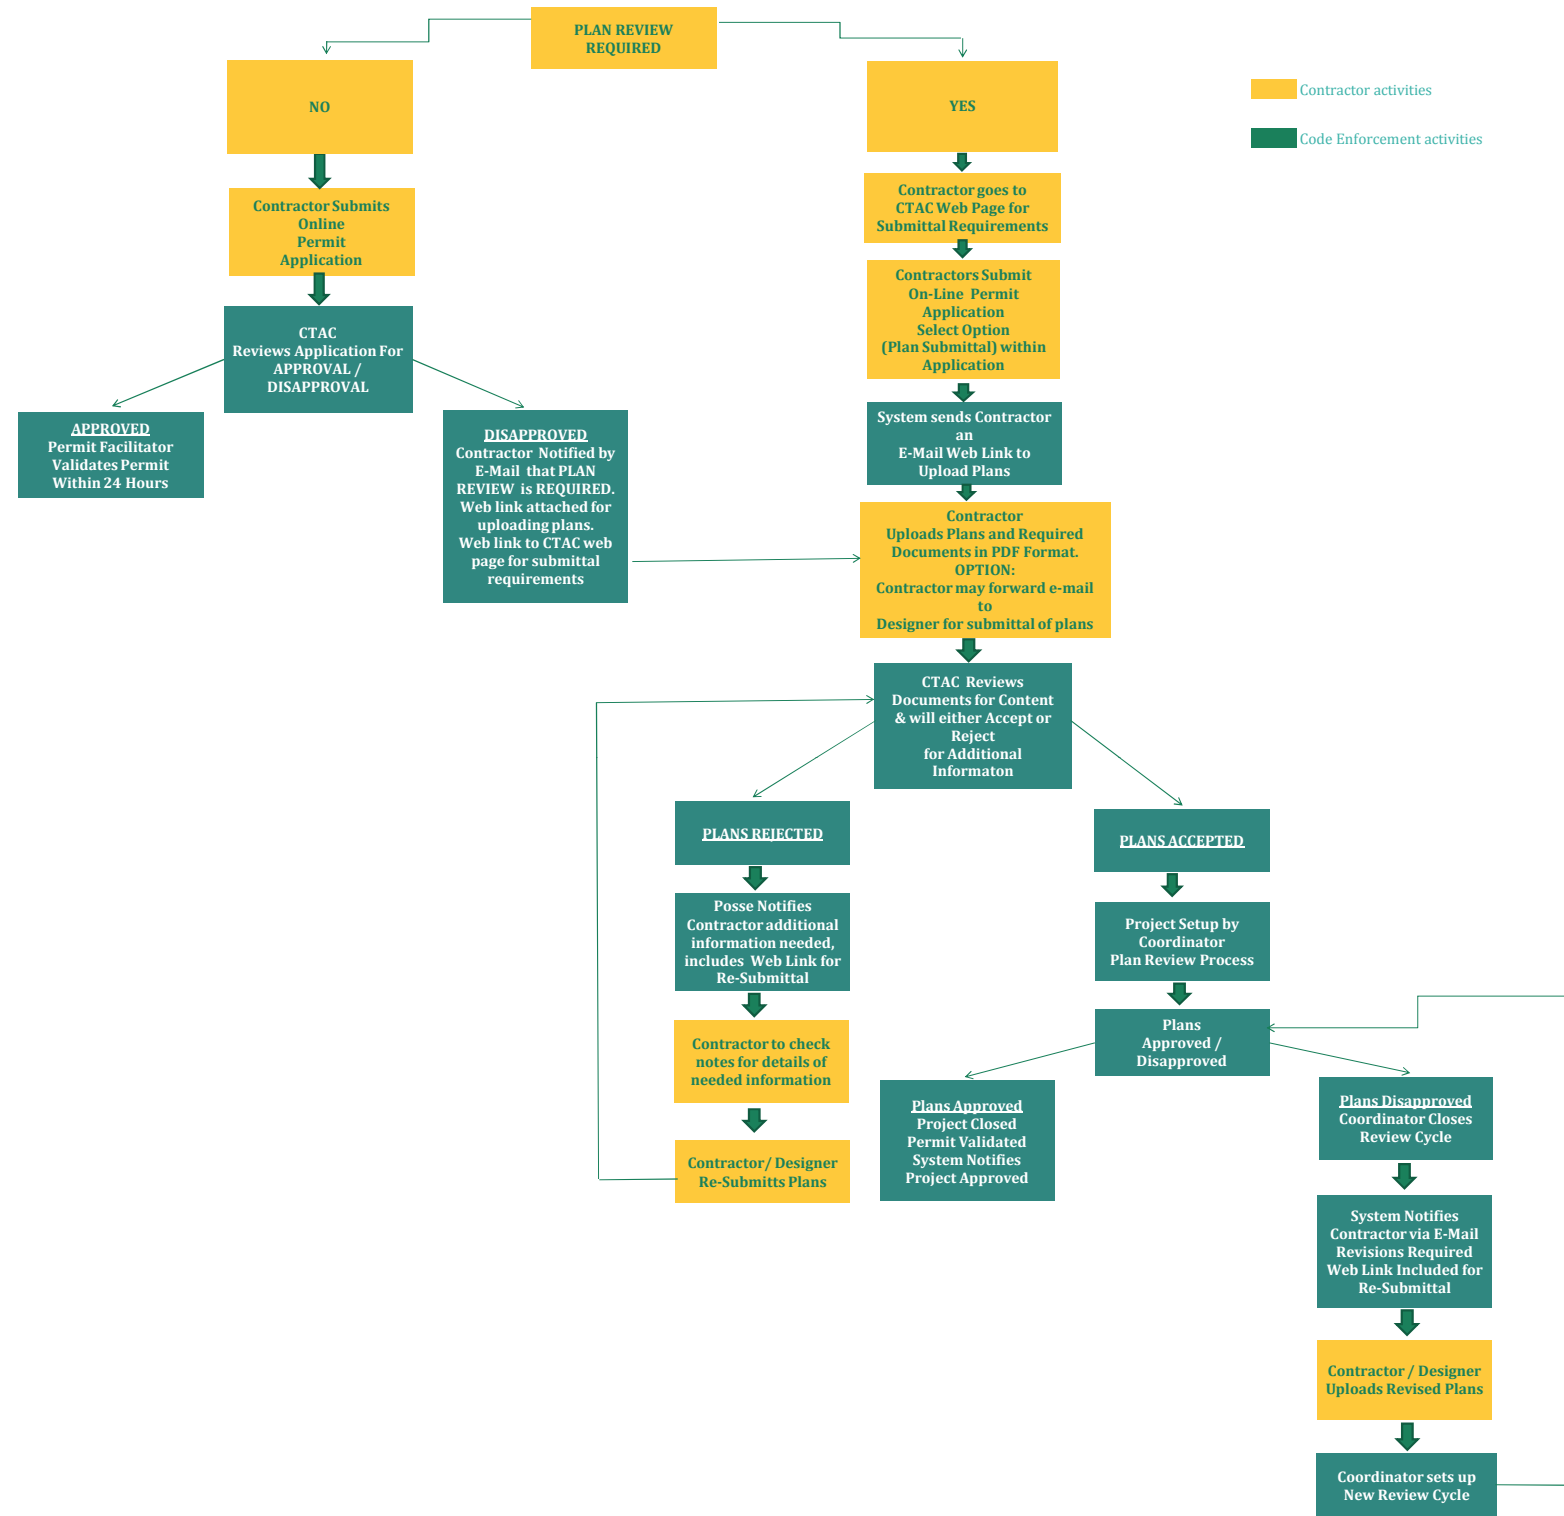 PLAN REVIEW
REQUIRED
NO
YES
Contractor activities
Code Enforcement activities
Contractor Submits
Online
Permit
Application
Contractor goes to
CTAC Web Page for
Submittal Requirements
CTAC
Reviews Application For
APPROVAL /
DISAPPROVAL
Contractors Submit
On-Line Permit
Application
Select Option
(Plan Submittal) within
Application
APPROVED
Permit Facilitator
Validates Permit
Within 24 Hours
DISAPPROVED
Contractor Notified by
E-Mail that PLAN
REVIEW is REQUIRED.
Web link attached for
uploading plans.
Web link to CTAC web
page for submittal
requirements
System sends Contractor
an
E-Mail Web Link to
Upload Plans
Contractor
Uploads Plans and Required
Documents in PDF Format.
OPTION:
Contractor may forward e-mail
to
Designer for submittal of plans
CTAC Reviews
Documents for Content
& will either Accept or
Reject
for Additional
Informaton
PLANS REJECTED
PLANS ACCEPTED
Posse Notifies
Contractor additional
information needed,
includes Web Link for
Re-Submittal
Project Setup by
Coordinator
Plan Review Process
Contractor to check
notes for details of
needed information
Plans
Approved /
Disapproved
Contractor/ Designer
Re-Submitts Plans
Plans Approved
Project Closed
Permit Validated
System Notifies
Project Approved
Plans Disapproved
Coordinator Closes
Review Cycle
System Notifies
Contractor via E-Mail
Revisions Required
Web Link Included for
Re-Submittal
Contractor / Designer
Uploads Revised Plans
Coordinator sets up
New Review Cycle